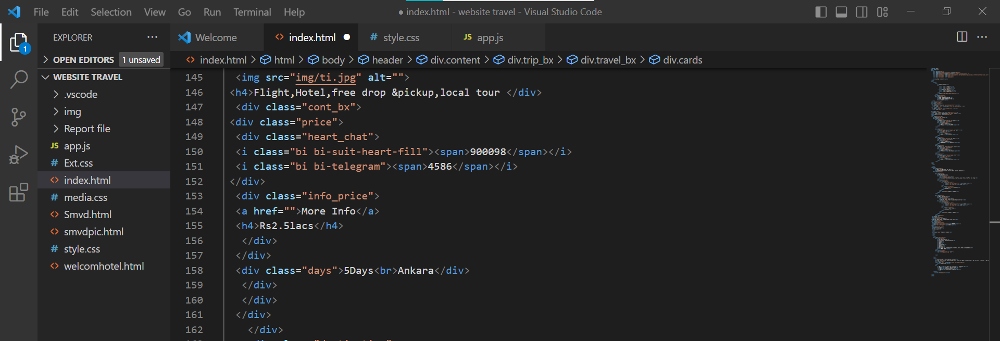 File Edit Selection View Go Run Terminal Help
● index.html - website travel - Visual Studio Code
EXPLORER
Welcome
index.html
# style.css
JS app.js
1
OPEN EDITORS 1 unsaved
index.html > html > body > header > div.content > div.trip_bx > div.travel_bx > div.cards
WEBSITE TRAVEL
.vscode
img
Report file
JS app.js
# Ext.css
<> index.html
# media.css
<> Smvd.html
<> smvdpic.html
# style.css
<> welcomhotel.html
145 <img src="img/ti.jpg" alt="">
146 <h4>Flight,Hotel,free drop &pickup,local tour </div>
147 <div class="cont_bx">
148 <div class="price">
149 <div class="heart_chat">
150 <i class="bi bi-suit-heart-fill"><span>900098</span></i>
151 <i class="bi bi-telegram"><span>4586</span></i>
152 </div>
153 <div class="info_price">
154 <a href="">More Info</a>
155 <h4>Rs2.5lacs</h4>
156 </div>
157 </div>
158 <div class="days">5Days<br>Ankara</div>
159 </div>
160 </div>
161 </div>
162 </div>